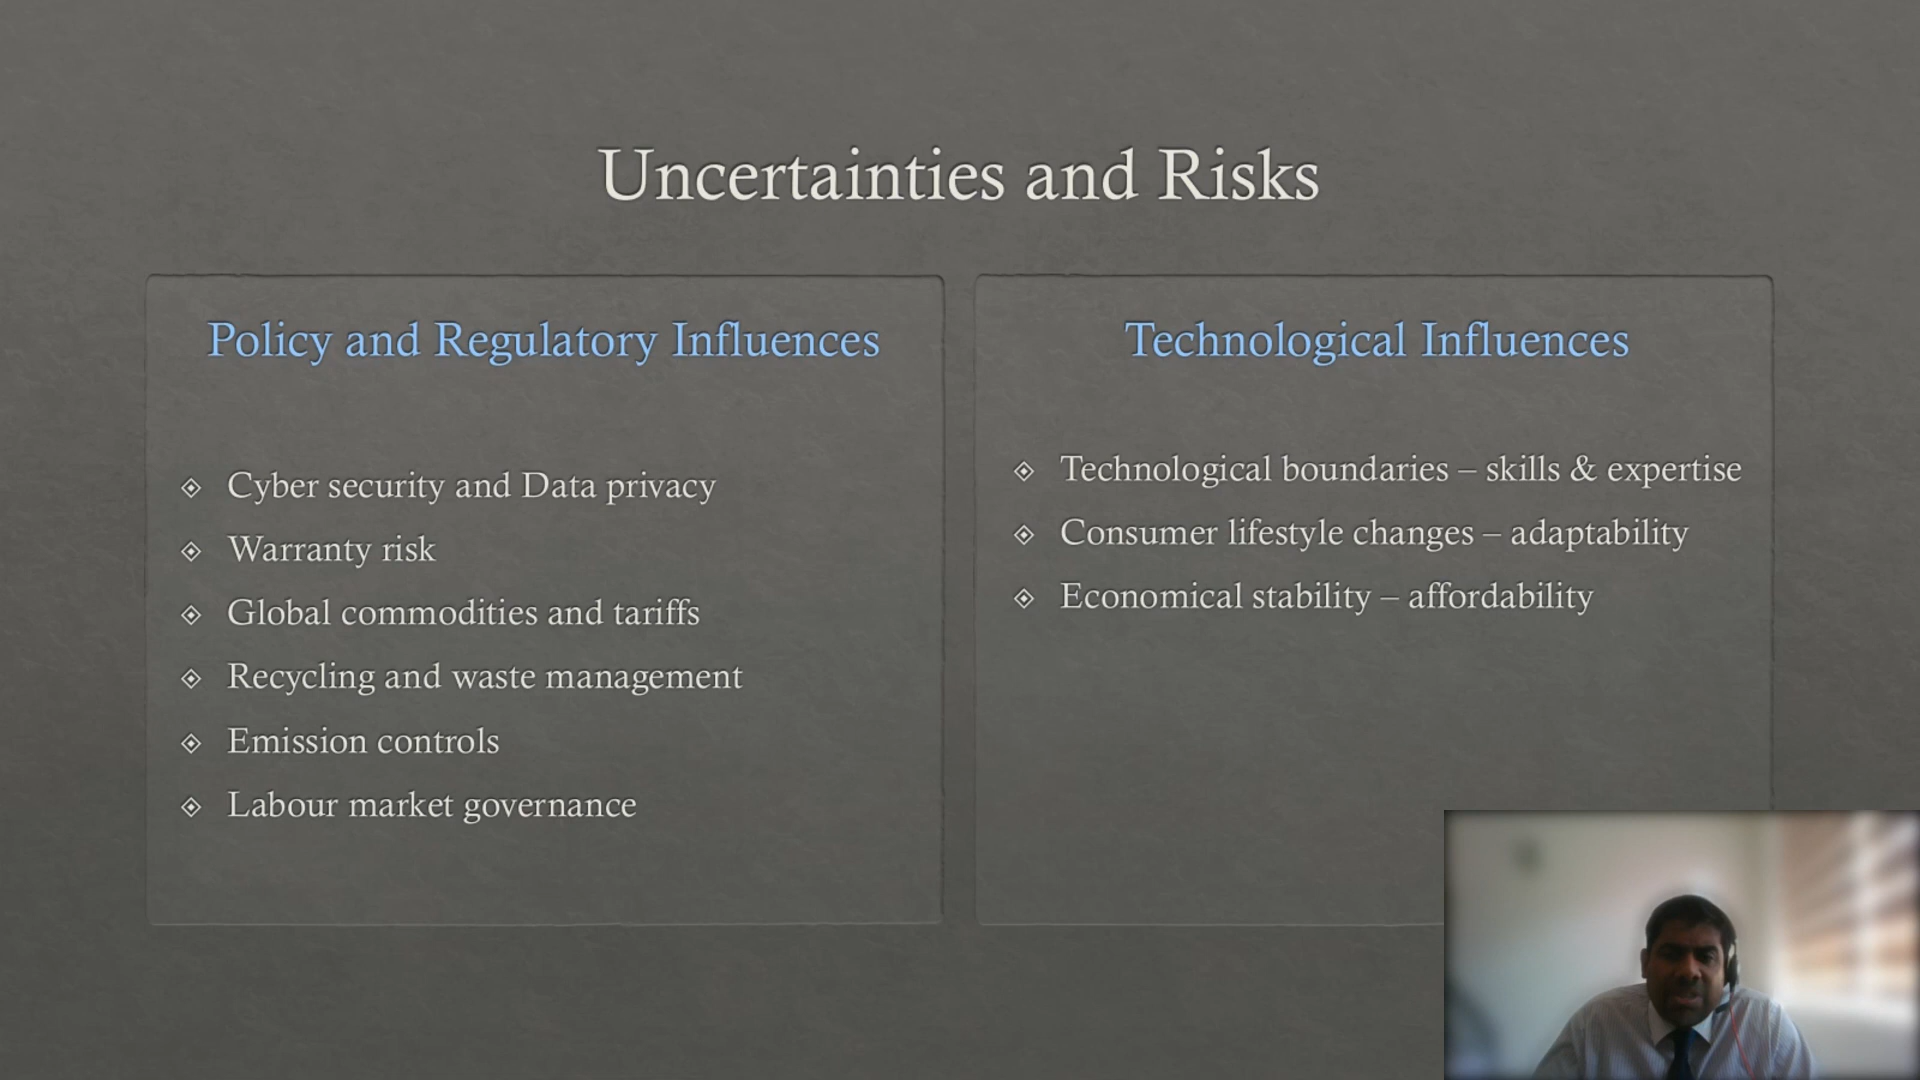 Uncertainties and Risks
Policy and Regulatory Influences
Cyber security and Data privacy
Warranty risk
Global commodities and tariffs
Recycling and waste management
Emission controls
Labour market governance
Technological Influences
Technological boundaries – skills & expertise
Consumer lifestyle changes – adaptability
Economical stability – affordability